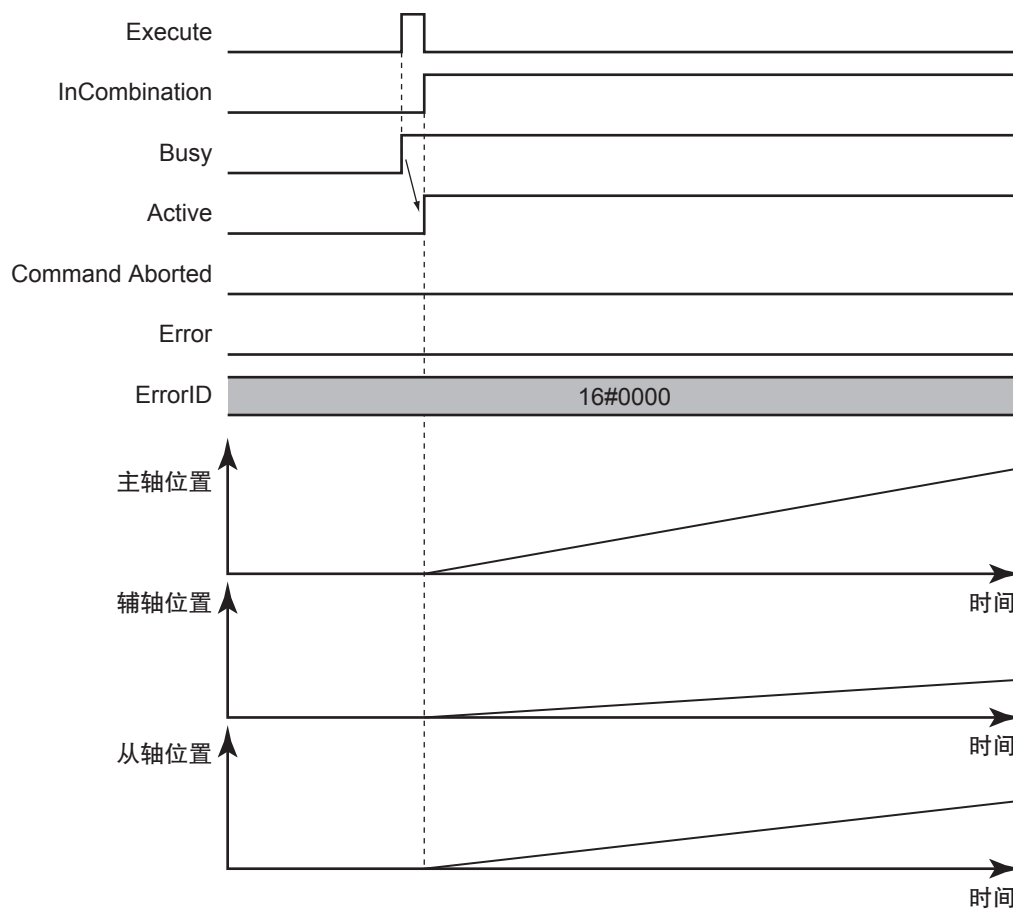 Execute
InCombination
Busy
Active
Command Aborted
Error
ErrorID
16#0000
主轴位置
时间
辅轴位置
时间
从轴位置
时间